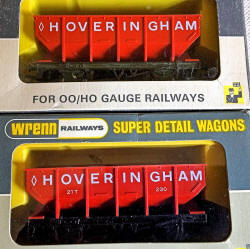 HOVERINGHAM
FOR OO/HO GAUGE RAILWAYS
wrenn RAILWAYS SUPER DETAIL WAGONS
HOVERINGHAM
21T 230